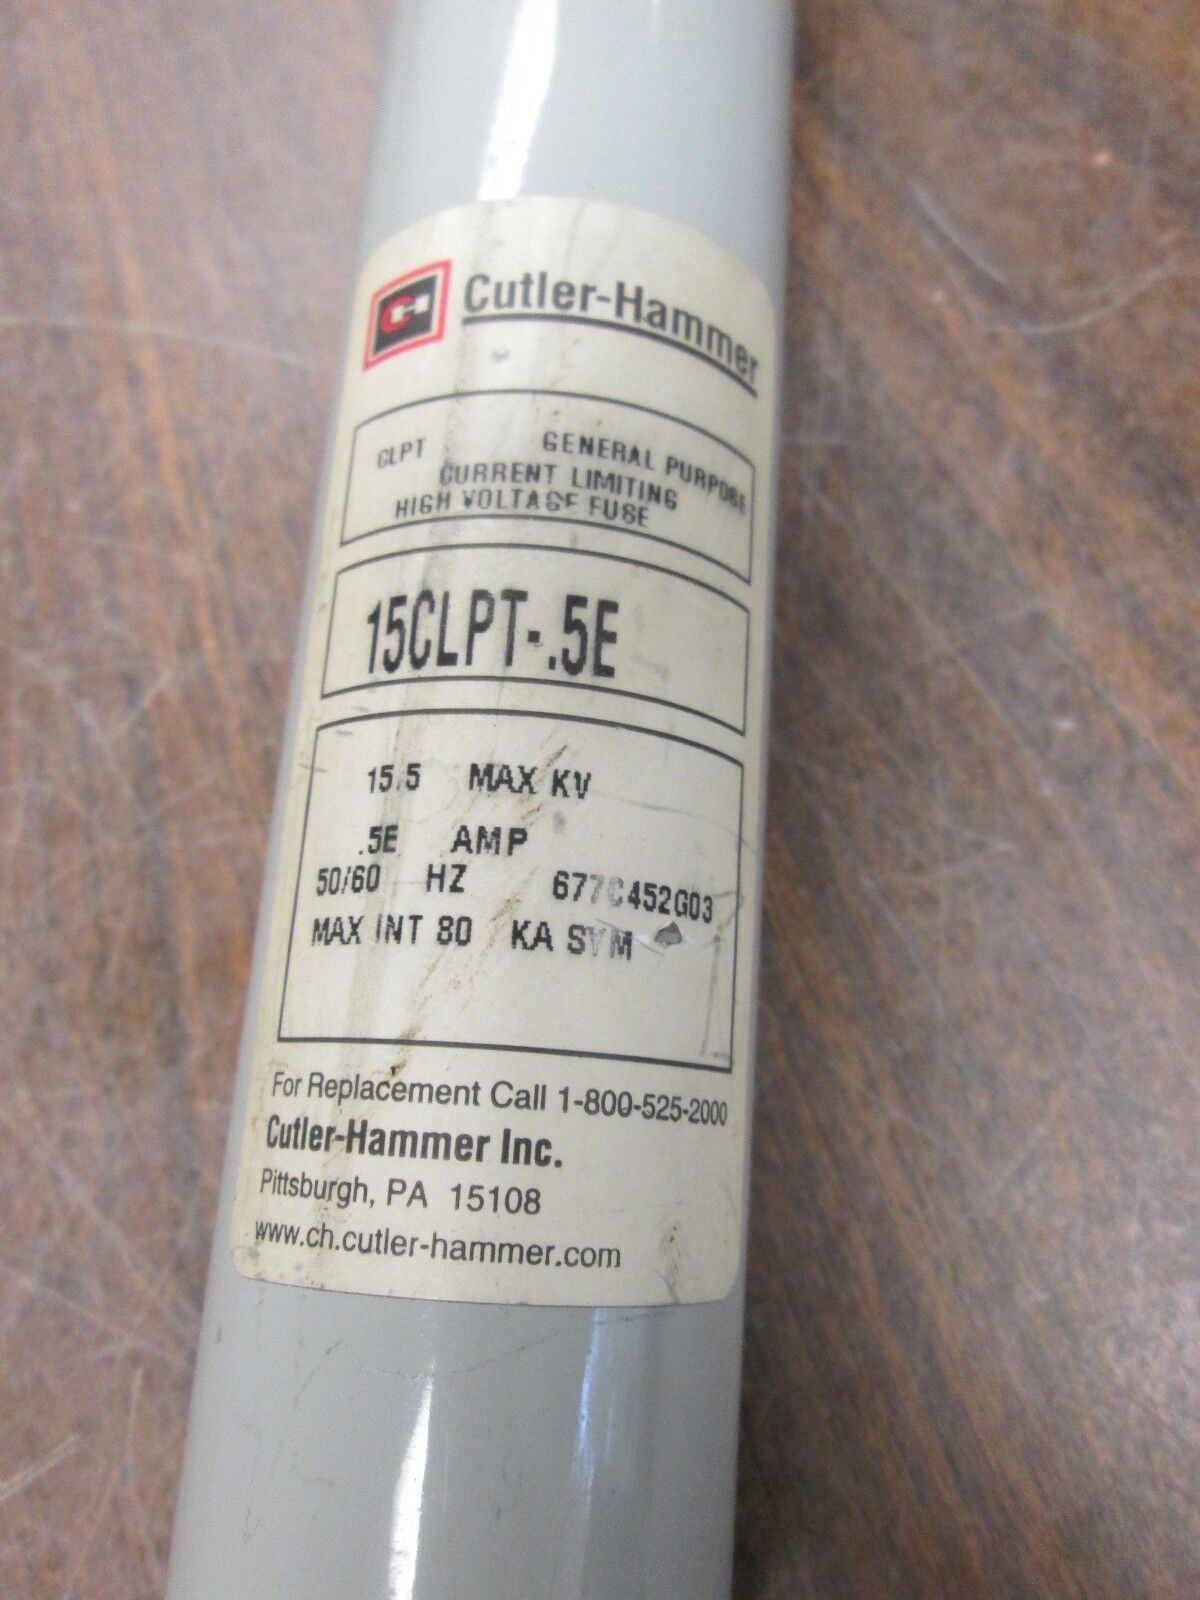 CH Cutler-Hammer
CLPT GENERAL PURPOSE
CURRENT LIMITING
HIGH VOLTAGE FUSE
15CLPT-.5E
15.5 MAX KV
.5E AMP
50/60 HZ 677C452G03
MAX INT 80 KA SYM
For Replacement Call 1-800-525-2000
Cutler-Hammer Inc.
Pittsburgh, PA 15108
www.ch.cutler-hammer.com